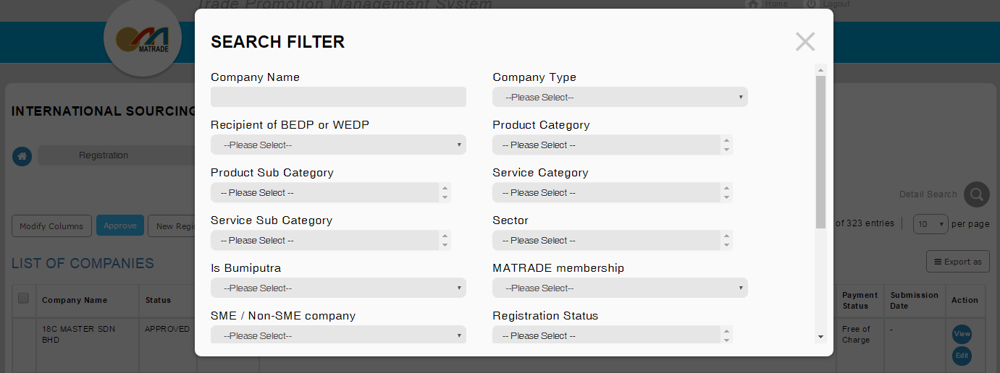 Trade Promotion Management System
Home
Logout
MATRADE
SEARCH FILTER
Company Name
Company Type
--Please Select--
Recipient of BEDP or WEDP
Product Category
--Please Select--
-- Please Select --
Product Sub Category
Service Category
-- Please Select --
-- Please Select --
Service Sub Category
Sector
-- Please Select --
-- Please Select --
Is Bumiputra
MATRADE membership
--Please Select--
--Please Select--
SME / Non-SME company
Registration Status
--Please Select--
-- Please Select --
INTERNATIONAL SOURCING
Registration
Detail Search
Modify Columns
Approve
New Regis
of 323 entries
10
per page
LIST OF COMPANIES
Export as
Company Name
Status
Payment Status
Submission Date
Action
18C MASTER SDN BHD
APPROVED
Free of Charge
-
View
Edit